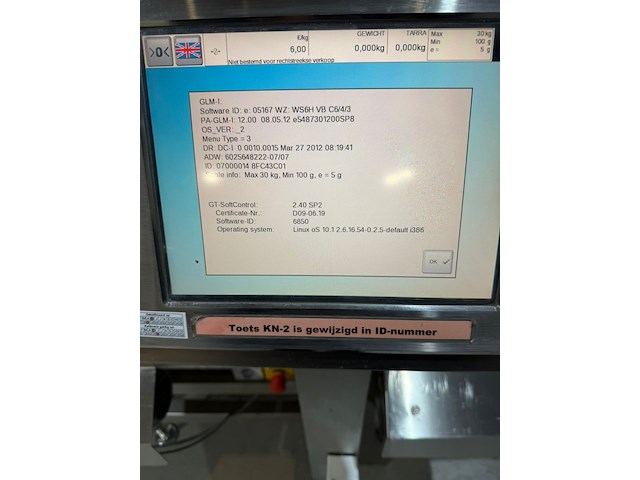 >0<
€/kg
6,00
GEWICHT
0,000kg
TARRA
0,000kg
Max 30 kg
Min 100 g
e = 5 g
Niet bestemd voor rechtstreekse verkoop
GLM-I:
Software ID: e: 05167 WZ: WS6H VB C6/4/3
PA-GLM-I: 12.00 08.05.12 e5487301200SP8
OS_VER: _2
Menu Type = 3
DR: DC-I 0 0010.0015 Mar 27 2012 08:19:41
ADW: 6025648222-07/07
ID: 07000014 8FC43C01
info: Max 30 kg, Min 100 g, e = 5 g
GT-SoftControl: 2.40 SP2
Certificate-Nr.: D09-06.19
Software-ID: 6850
Operating system: Linux oS 10.1 2.6.16.54-0.2.5-default i386
OK
Toets KN-2 is gewijzigd in ID-nummer